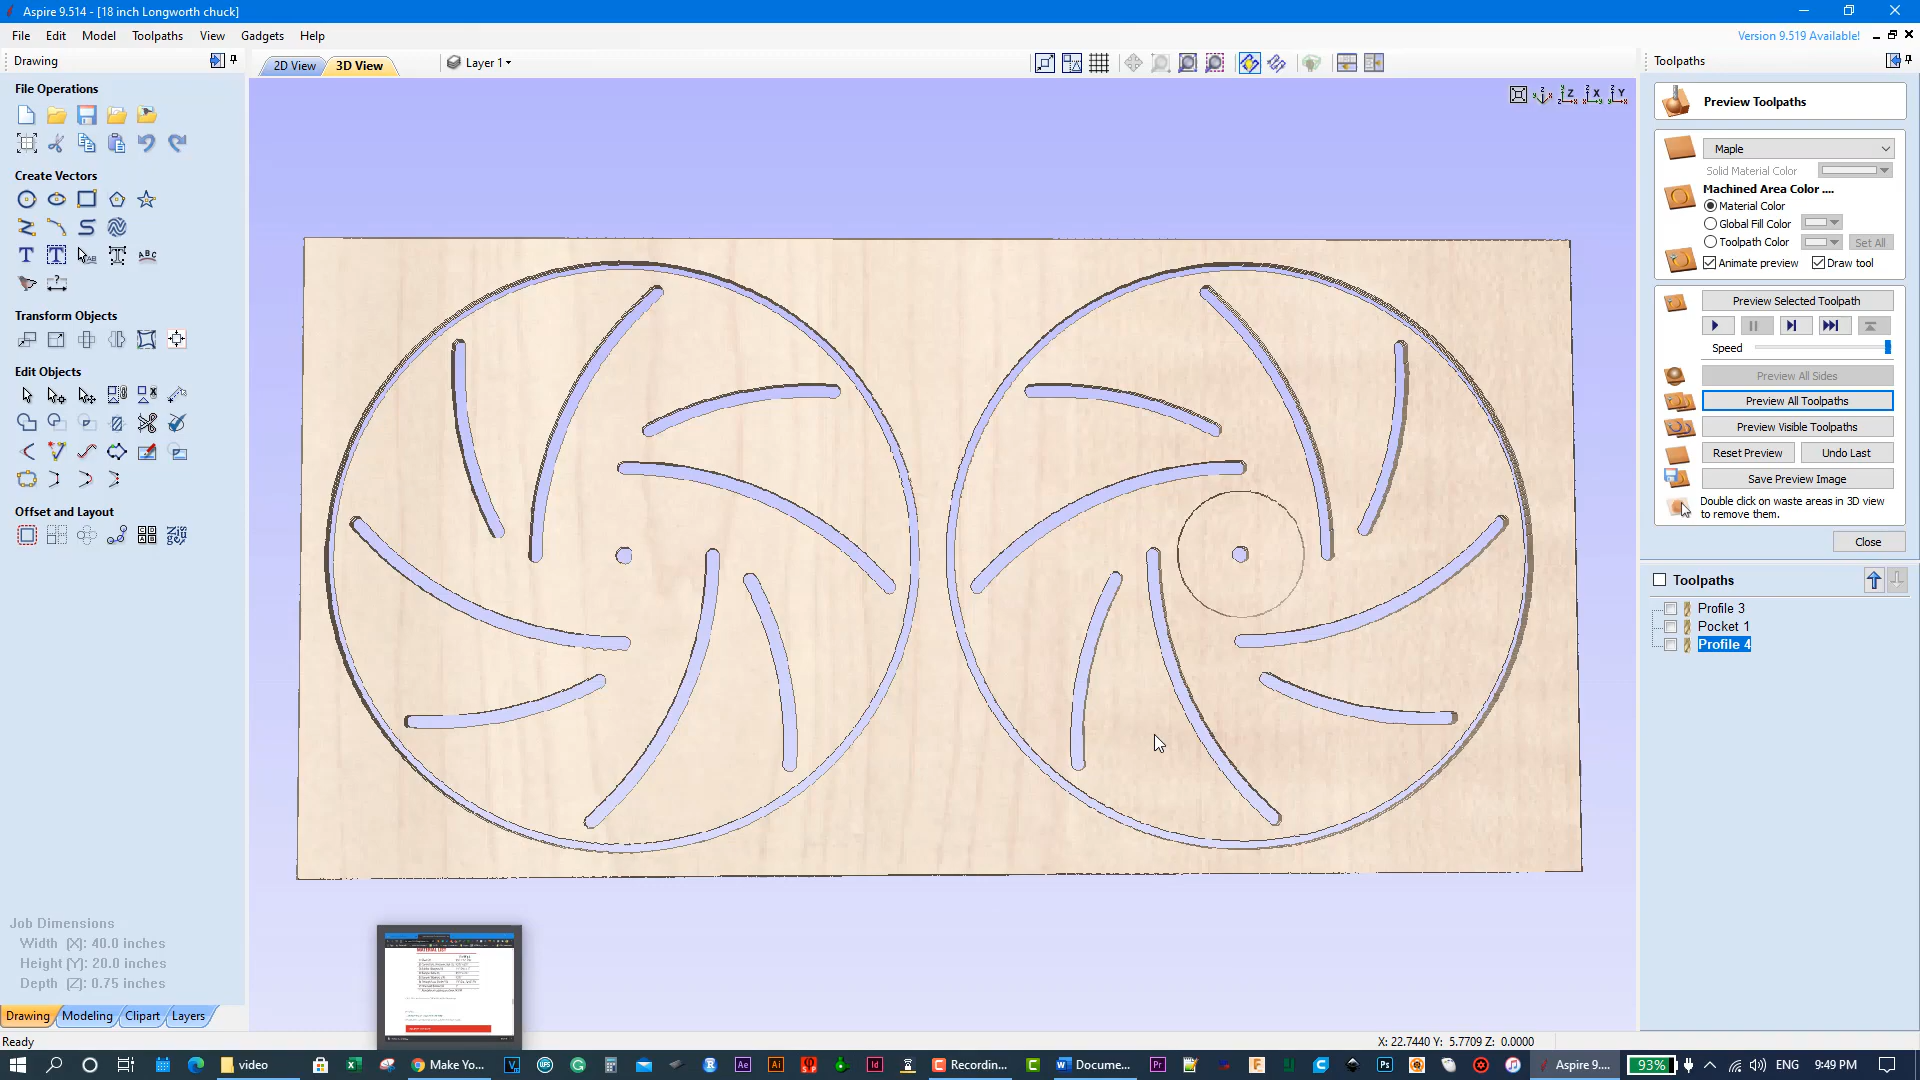 Aspire 9.514 - [18 inch Longworth chuck]
File Edit Model Toolpaths View Gadgets Help
Version 9.519 Available!
Drawing
2D View 3D View
Layer 1
Toolpaths
File Operations
Create Vectors
Transform Objects
Edit Objects
Offset and Layout
Preview Toolpaths
Maple
Solid Material Color
Machined Area Color ....
Material Color
Global Fill Color
Toolpath Color Set All
Animate preview Draw tool
Preview Selected Toolpath
Speed
Preview All Sides
Preview All Toolpaths
Preview Visible Toolpaths
Reset Preview Undo Last
Save Preview Image
Double click on waste areas in 3D view
to remove them.
Close
Toolpaths
Profile 3
Pocket 1
Profile 4
Job Dimensions
Width (X): 40.0 inches
Height (Y): 20.0 inches
Depth (Z): 0.75 inches
MATERIAL LIST
Drawing Modeling Clipart Layers
Ready
X: 22.7440 Y: 5.7709 Z: 0.0000
video
Make Yo...
Recordin...
Docume...
Aspire 9....
93%
ENG
9:49 PM